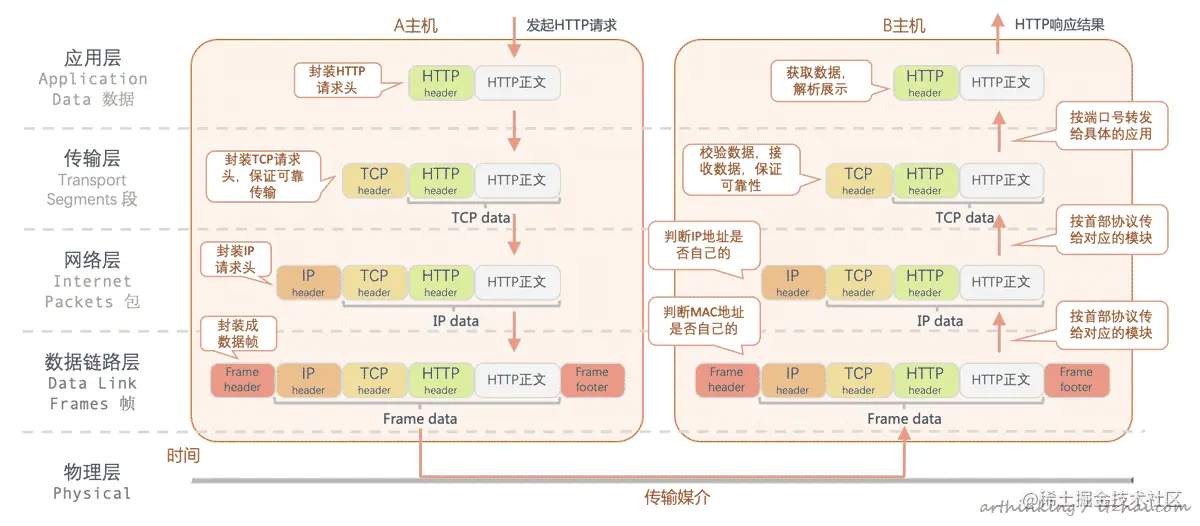 A主机
发起HTTP请求
B主机
HTTP响应结果
应用层
Application
Data 数据
封装HTTP
请求头
HTTP
header
HTTP正文
获取数据，
解析展示
HTTP
header
HTTP正文
按端口号转发
给具体的应用
传输层
Transport
Segments 段
封装TCP请求
头，保证可靠
传输
TCP
header
HTTP
header
HTTP正文
TCP data
校验数据，接
收数据，保证
可靠性
TCP
header
HTTP
header
HTTP正文
TCP data
按首部协议传
给对应的模块
网络层
Internet
Packets 包
封装IP
请求头
IP
header
TCP
header
HTTP
header
HTTP正文
IP data
判断IP地址是
否自己的
IP
header
TCP
header
HTTP
header
HTTP正文
IP data
判断MAC地址
是否自己的
按首部协议传
给对应的模块
数据链路层
Data Link
Frames 帧
封装成
数据帧
Frame
header
IP
header
TCP
header
HTTP
header
HTTP正文
Frame
footer
Frame data
Frame
header
IP
header
TCP
header
HTTP
header
HTTP正文
Frame
footer
Frame data
时间
物理层
Physical
传输媒介
@稀土掘金技术社区
arthinking / itzhai.com